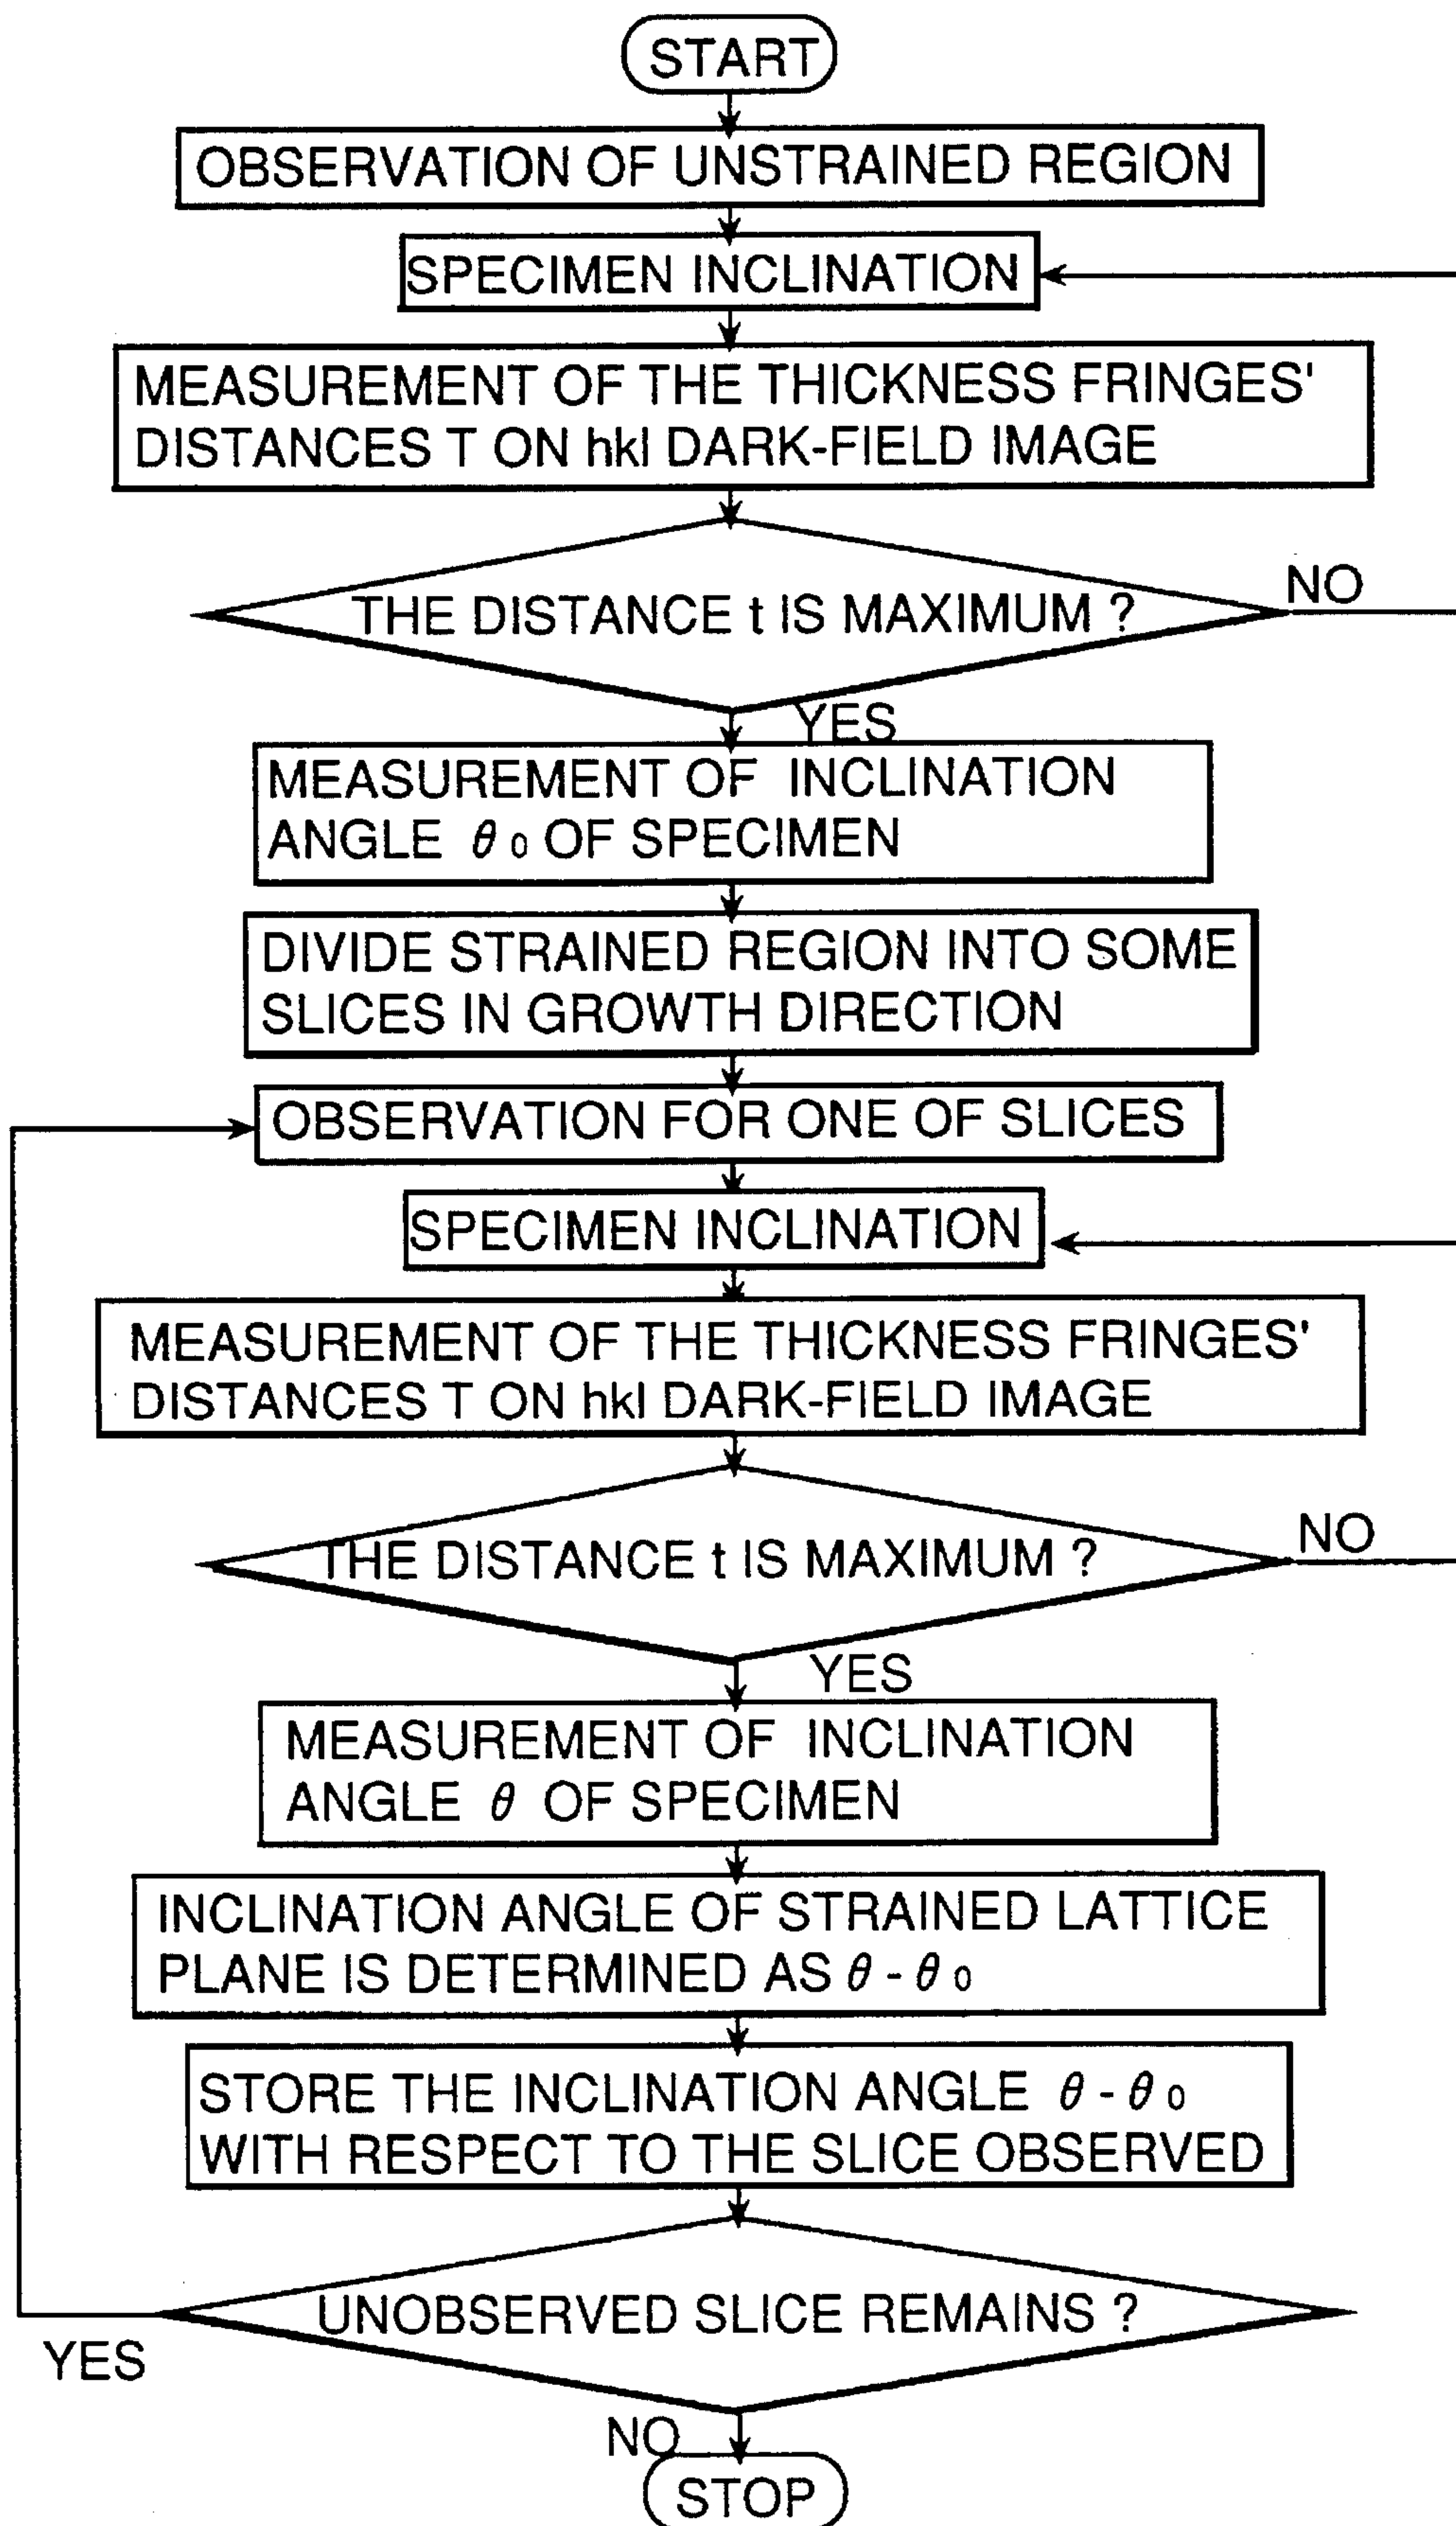 START
OBSERVATION OF UNSTRAINED REGION
SPECIMEN INCLINATION
MEASUREMENT OF THE THICKNESS FRINGES'
DISTANCES T ON hkl DARK-FIELD IMAGE
THE DISTANCE t IS MAXIMUM ?
NO
YES
MEASUREMENT OF INCLINATION
ANGLE θ 0 OF SPECIMEN
DIVIDE STRAINED REGION INTO SOME
SLICES IN GROWTH DIRECTION
OBSERVATION FOR ONE OF SLICES
SPECIMEN INCLINATION
MEASUREMENT OF THE THICKNESS FRINGES'
DISTANCES T ON hkl DARK-FIELD IMAGE
THE DISTANCE t IS MAXIMUM ?
NO
YES
MEASUREMENT OF INCLINATION
ANGLE θ OF SPECIMEN
INCLINATION ANGLE OF STRAINED LATTICE
PLANE IS DETERMINED AS θ - θ 0
STORE THE INCLINATION ANGLE θ - θ 0
WITH RESPECT TO THE SLICE OBSERVED
UNOBSERVED SLICE REMAINS ?
YES
NO
STOP